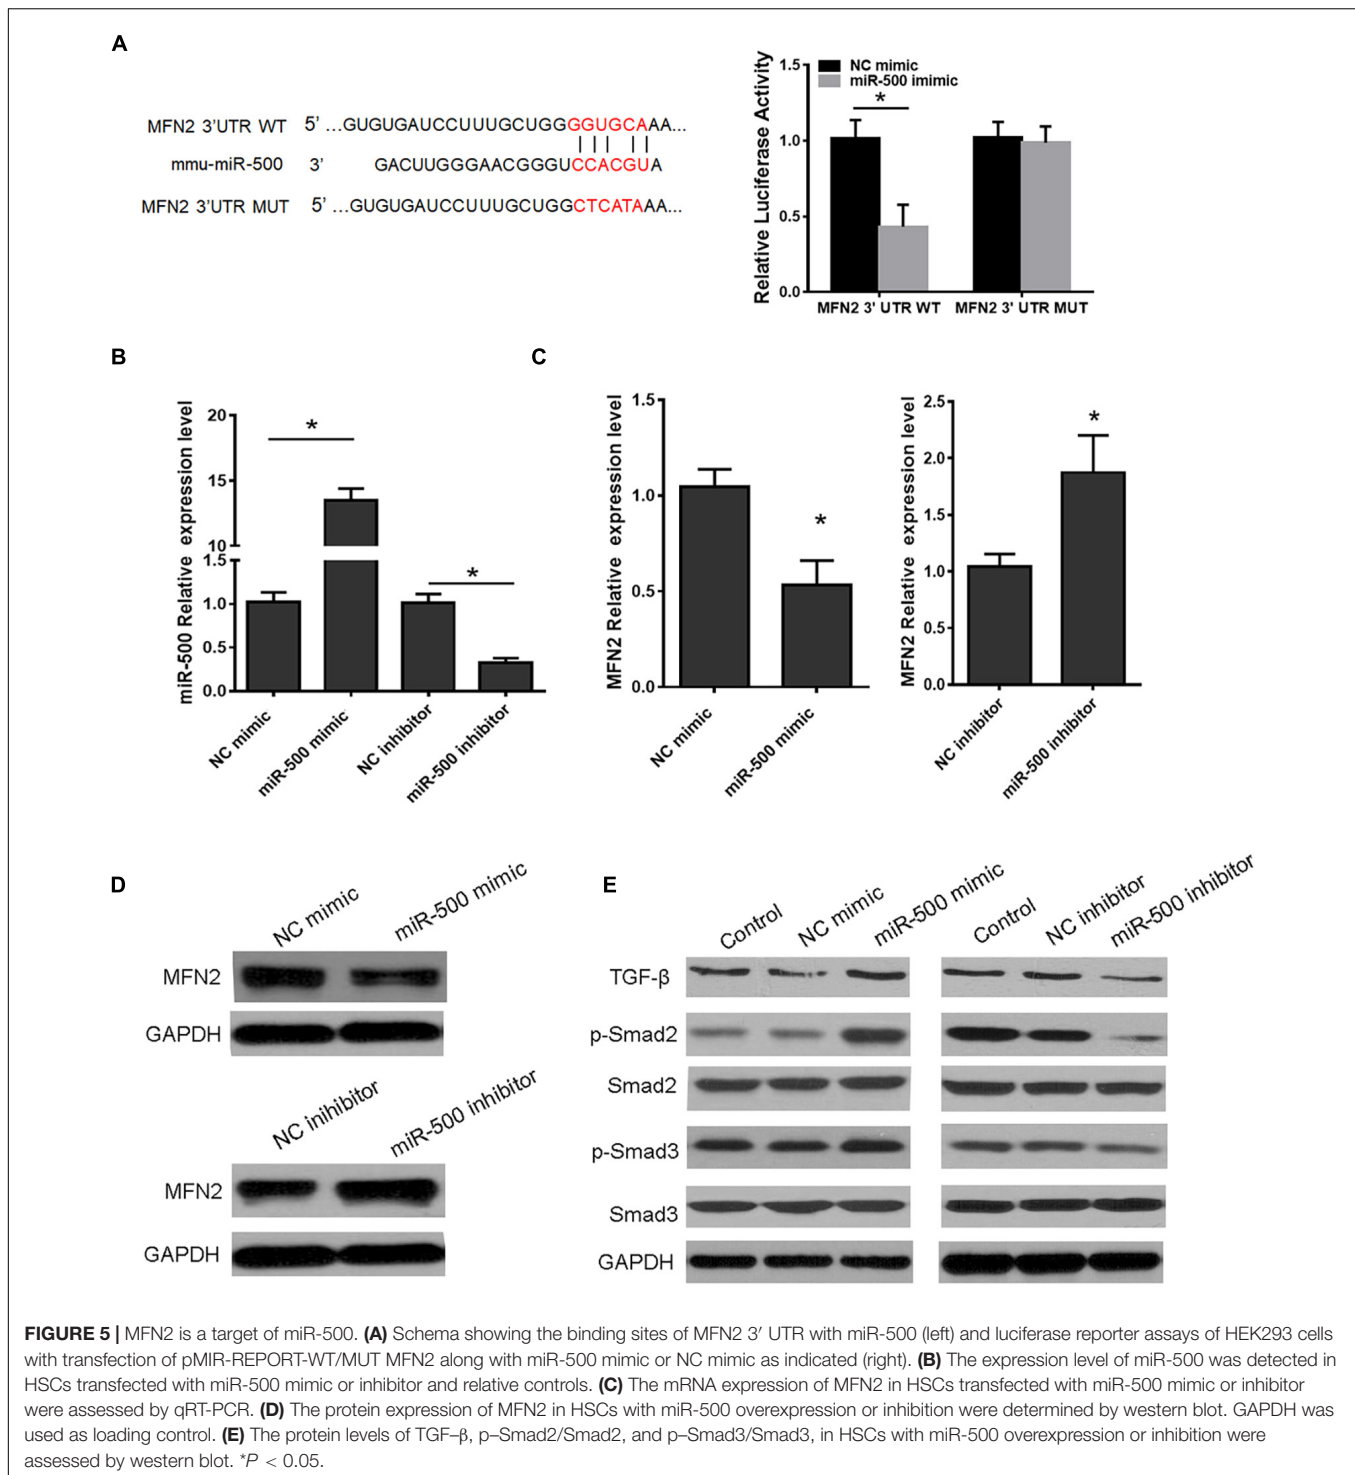 A
MFN2 3'UTR WT 5' ...GUGUGAUCCUUUGCUGGGGUGCAAA...
mmu-miR-500 3' GACUUGGGAACGGGUCCACGUA
MFN2 3'UTR MUT 5' ...GUGUGAUCCUUUGCUGGCTCATAAA...
Relative Luciferase Activity
1.5
1.0
0.5
0.0
NC mimic
miR-500 imimic
*
MFN2 3' UTR WT
MFN2 3' UTR MUT
B
miR-500 Relative expression level
20
15
10
1.5
1.0
0.5
0.0
*
*
NC mimic
miR-500 mimic
NC inhibitor
miR-500 inhibitor
C
MFN2 Relative expression level
1.5
1.0
0.5
0.0
*
NC mimic
miR-500 mimic
MFN2 Relative expression level
2.5
2.0
1.5
1.0
0.5
0.0
*
NC inhibitor
miR-500 inhibitor
D
NC mimic
miR-500 mimic
MFN2
GAPDH
NC inihibitor
miR-500 inhibitor
MFN2
GAPDH
E
Control
NC mimic
miR-500 mimic
Control
NC inhibitor
miR-500 inhibitor
TGF-β
p-Smad2
Smad2
p-Smad3
Smad3
GAPDH
FIGURE 5 | MFN2 is a target of miR-500. (A) Schema showing the binding sites of MFN2 3′ UTR with miR-500 (left) and luciferase reporter assays of HEK293 cells
with transfection of pMIR-REPORT-WT/MUT MFN2 along with miR-500 mimic or NC mimic as indicated (right). (B) The expression level of miR-500 was detected in
HSCs transfected with miR-500 mimic or inhibitor and relative controls. (C) The mRNA expression of MFN2 in HSCs transfected with miR-500 mimic or inhibitor
were assessed by qRT-PCR. (D) The protein expression of MFN2 in HSCs with miR-500 overexpression or inhibition were determined by western blot. GAPDH was
used as loading control. (E) The protein levels of TGF–β, p–Smad2/Smad2, and p–Smad3/Smad3, in HSCs with miR-500 overexpression or inhibition were
assessed by western blot. *P < 0.05.